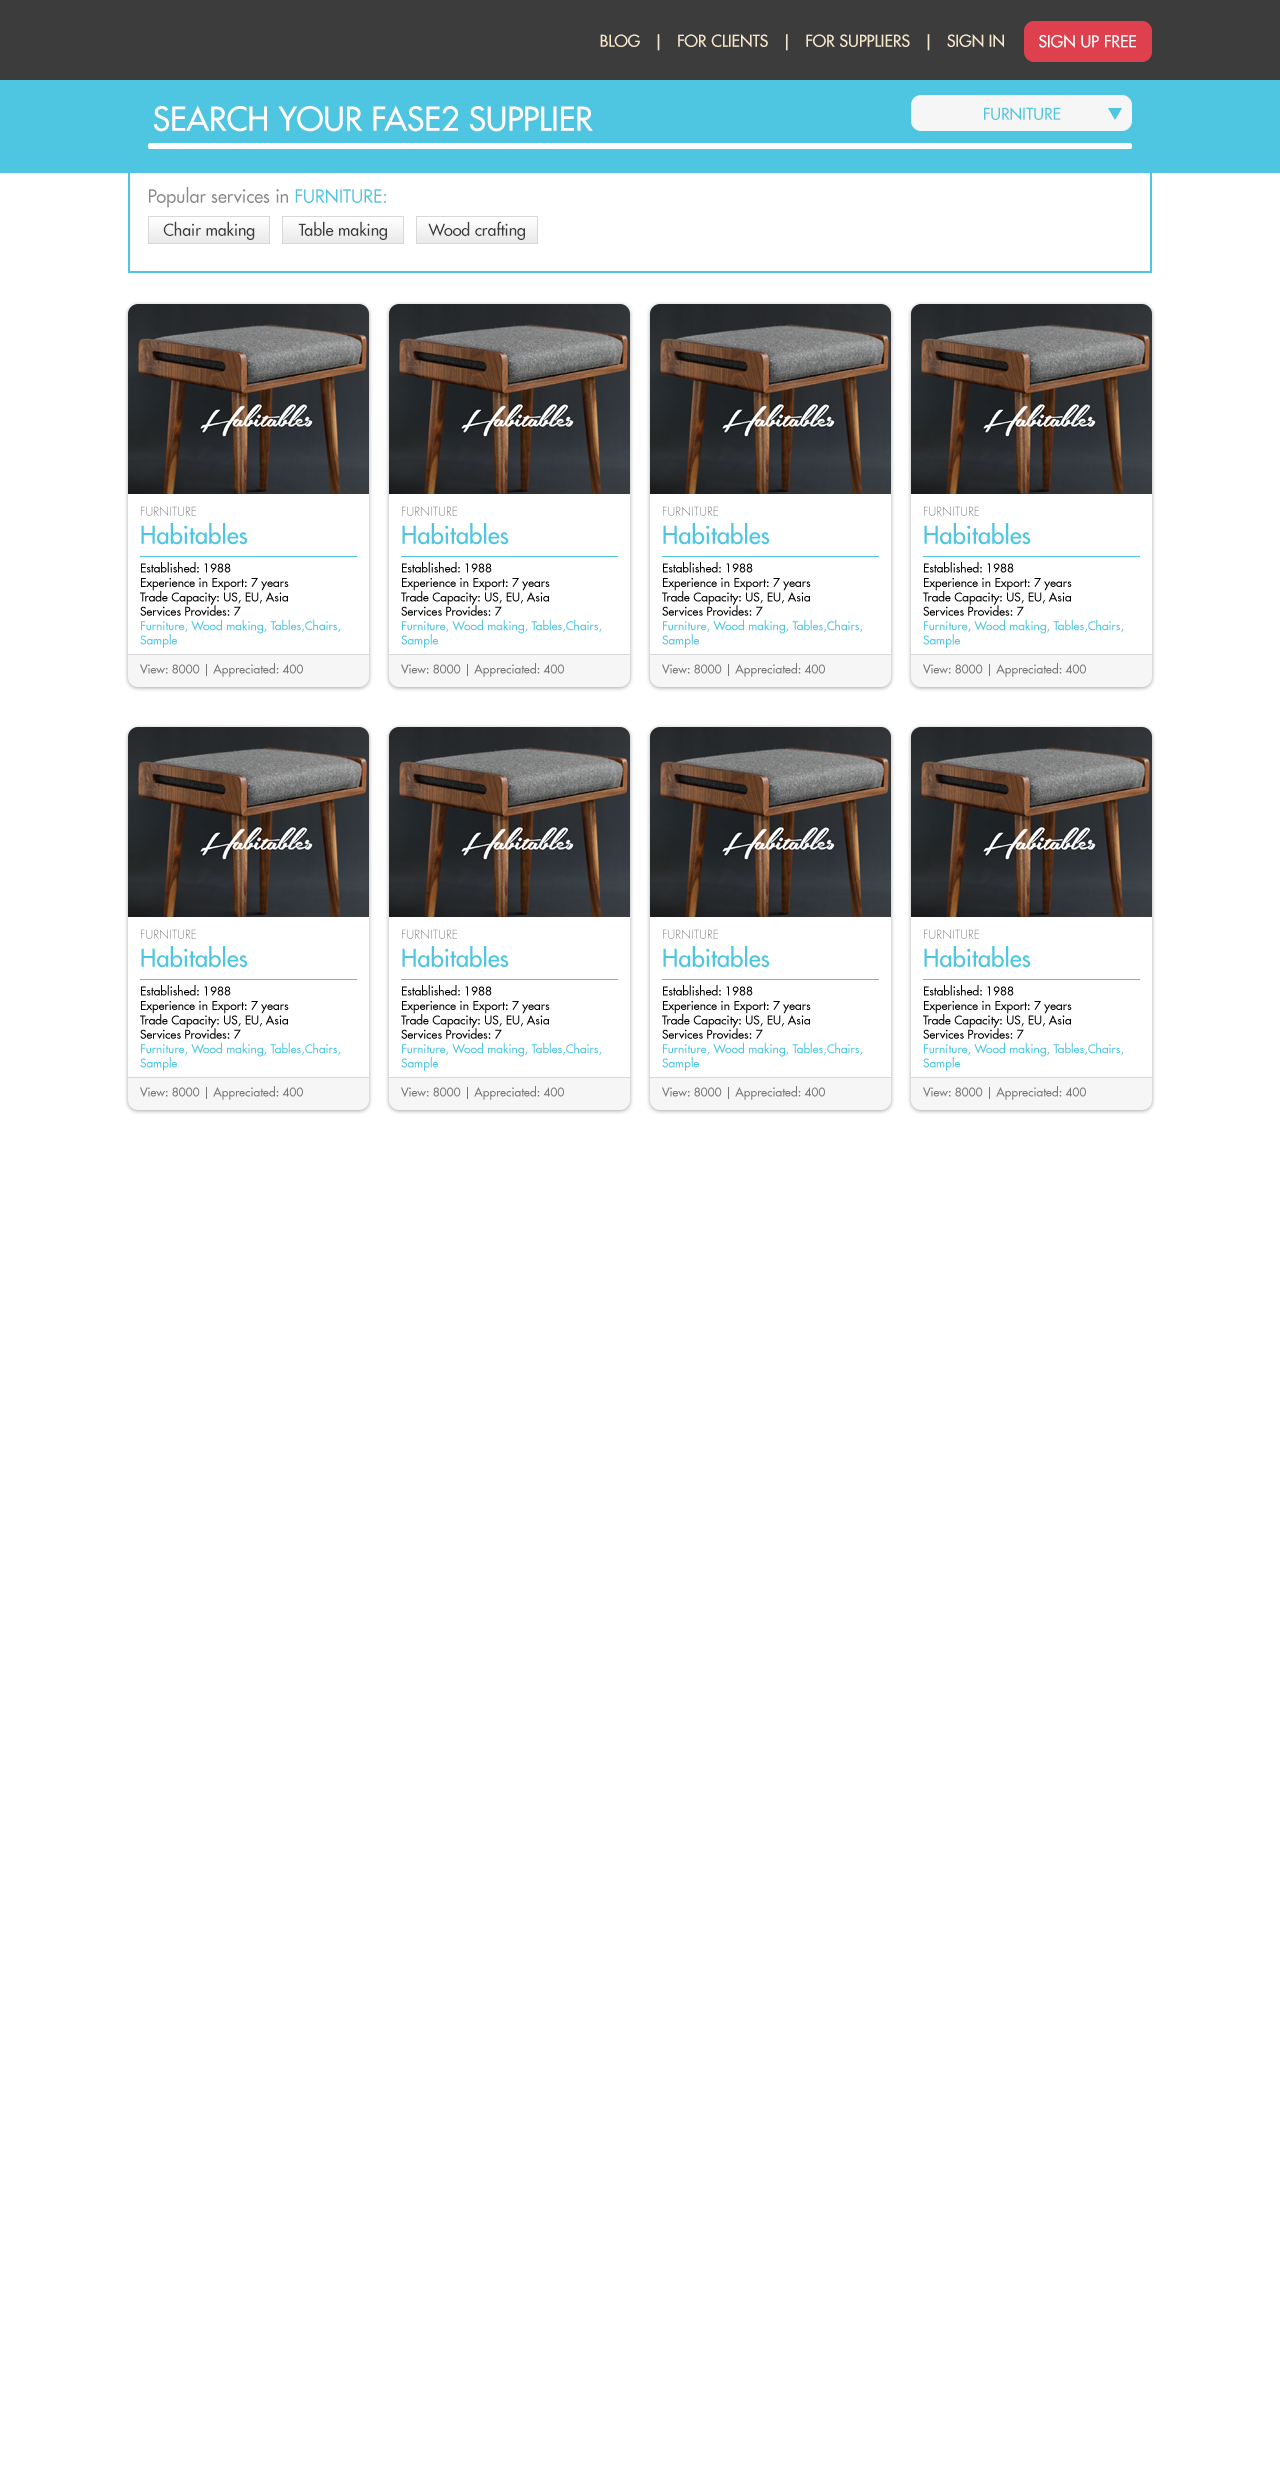 BLOG | FOR CLIENTS | FOR SUPPLIERS | SIGN IN SIGN UP FREE
SEARCH YOUR FASE2 SUPPLIER FURNITURE
Popular services in FURNITURE:
Chair making Table making Wood crafting
Habitables Habitables Habitables Habitables
FURNITURE FURNITURE FURNITURE FURNITURE
Habitables Habitables Habitables Habitables
Established: 1988 Established: 1988 Established: 1988 Established: 1988
Experience in Export: 7 years Experience in Export: 7 years Experience in Export: 7 years Experience in Export: 7 years
Trade Capacity: US, EU, Asia Trade Capacity: US, EU, Asia Trade Capacity: US, EU, Asia Trade Capacity: US, EU, Asia
Services Provides: 7 Services Provides: 7 Services Provides: 7 Services Provides: 7
Furniture, Wood making, Tables,Chairs, Furniture, Wood making, Tables,Chairs, Furniture, Wood making, Tables,Chairs, Furniture, Wood making, Tables,Chairs,
Sample Sample Sample Sample
View: 8000 | Appreciated: 400 View: 8000 | Appreciated: 400 View: 8000 | Appreciated: 400 View: 8000 | Appreciated: 400
Habitables Habitables Habitables Habitables
FURNITURE FURNITURE FURNITURE FURNITURE
Habitables Habitables Habitables Habitables
Established: 1988 Established: 1988 Established: 1988 Established: 1988
Experience in Export: 7 years Experience in Export: 7 years Experience in Export: 7 years Experience in Export: 7 years
Trade Capacity: US, EU, Asia Trade Capacity: US, EU, Asia Trade Capacity: US, EU, Asia Trade Capacity: US, EU, Asia
Services Provides: 7 Services Provides: 7 Services Provides: 7 Services Provides: 7
Furniture, Wood making, Tables,Chairs, Furniture, Wood making, Tables,Chairs, Furniture, Wood making, Tables,Chairs, Furniture, Wood making, Tables,Chairs,
Sample Sample Sample Sample
View: 8000 | Appreciated: 400 View: 8000 | Appreciated: 400 View: 8000 | Appreciated: 400 View: 8000 | Appreciated: 400